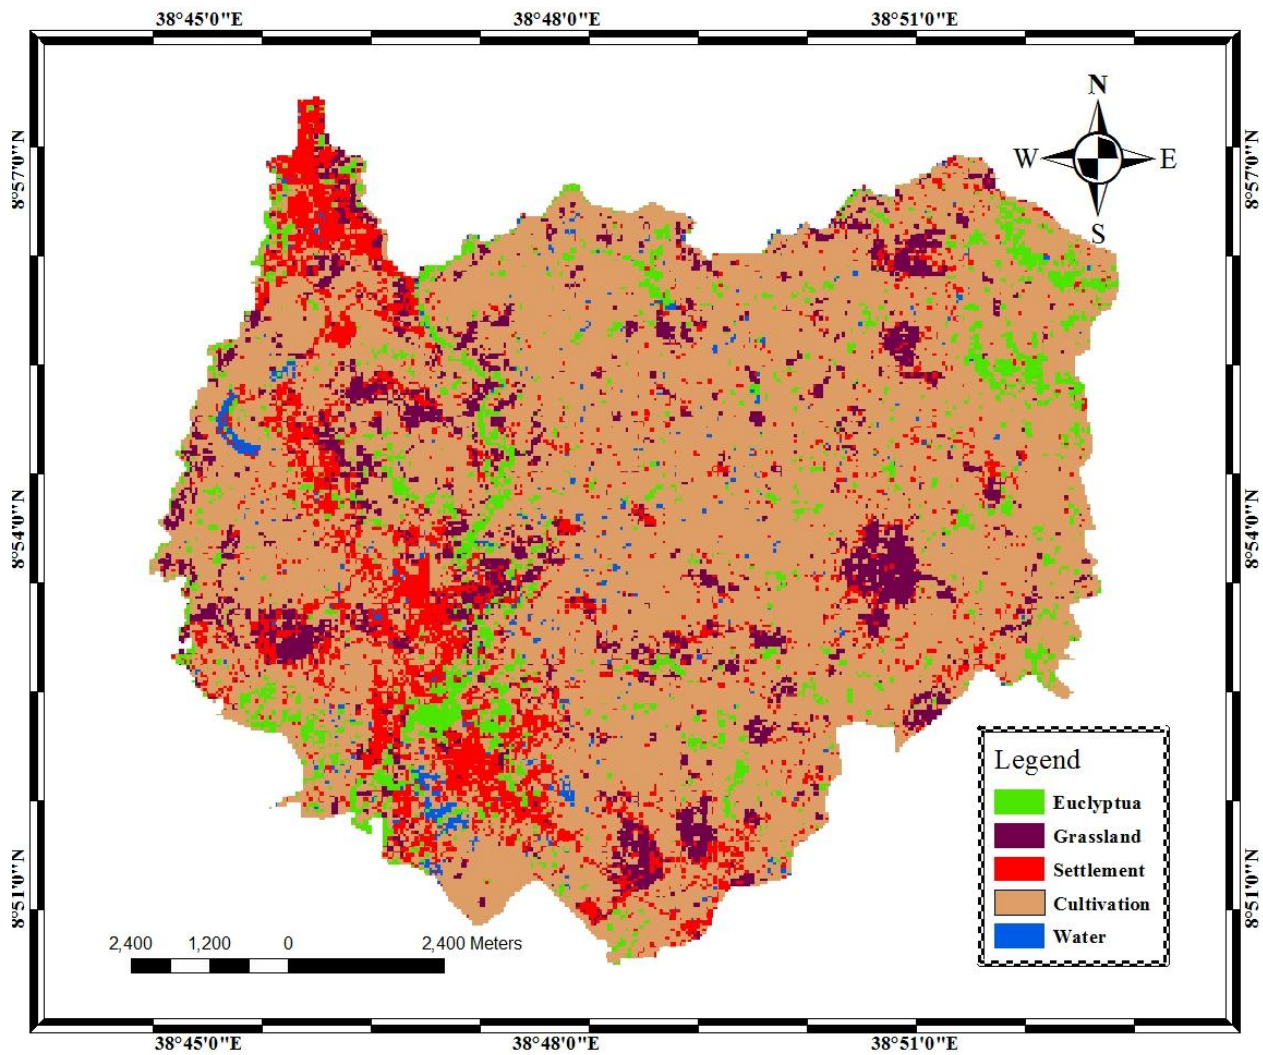 38°45'0"E 38°48'0"E 38°51'0"E
N
W E
S
8°57'0"N 8°57'0"N
8°54'0"N 8°54'0"N
Legend
Euclyptua
Grassland
Settlement
Cultivation
Water
8°51'0"N 8°51'0"N
2,400 1,200 0 2,400 Meters
38°45'0"E 38°48'0"E 38°51'0"E